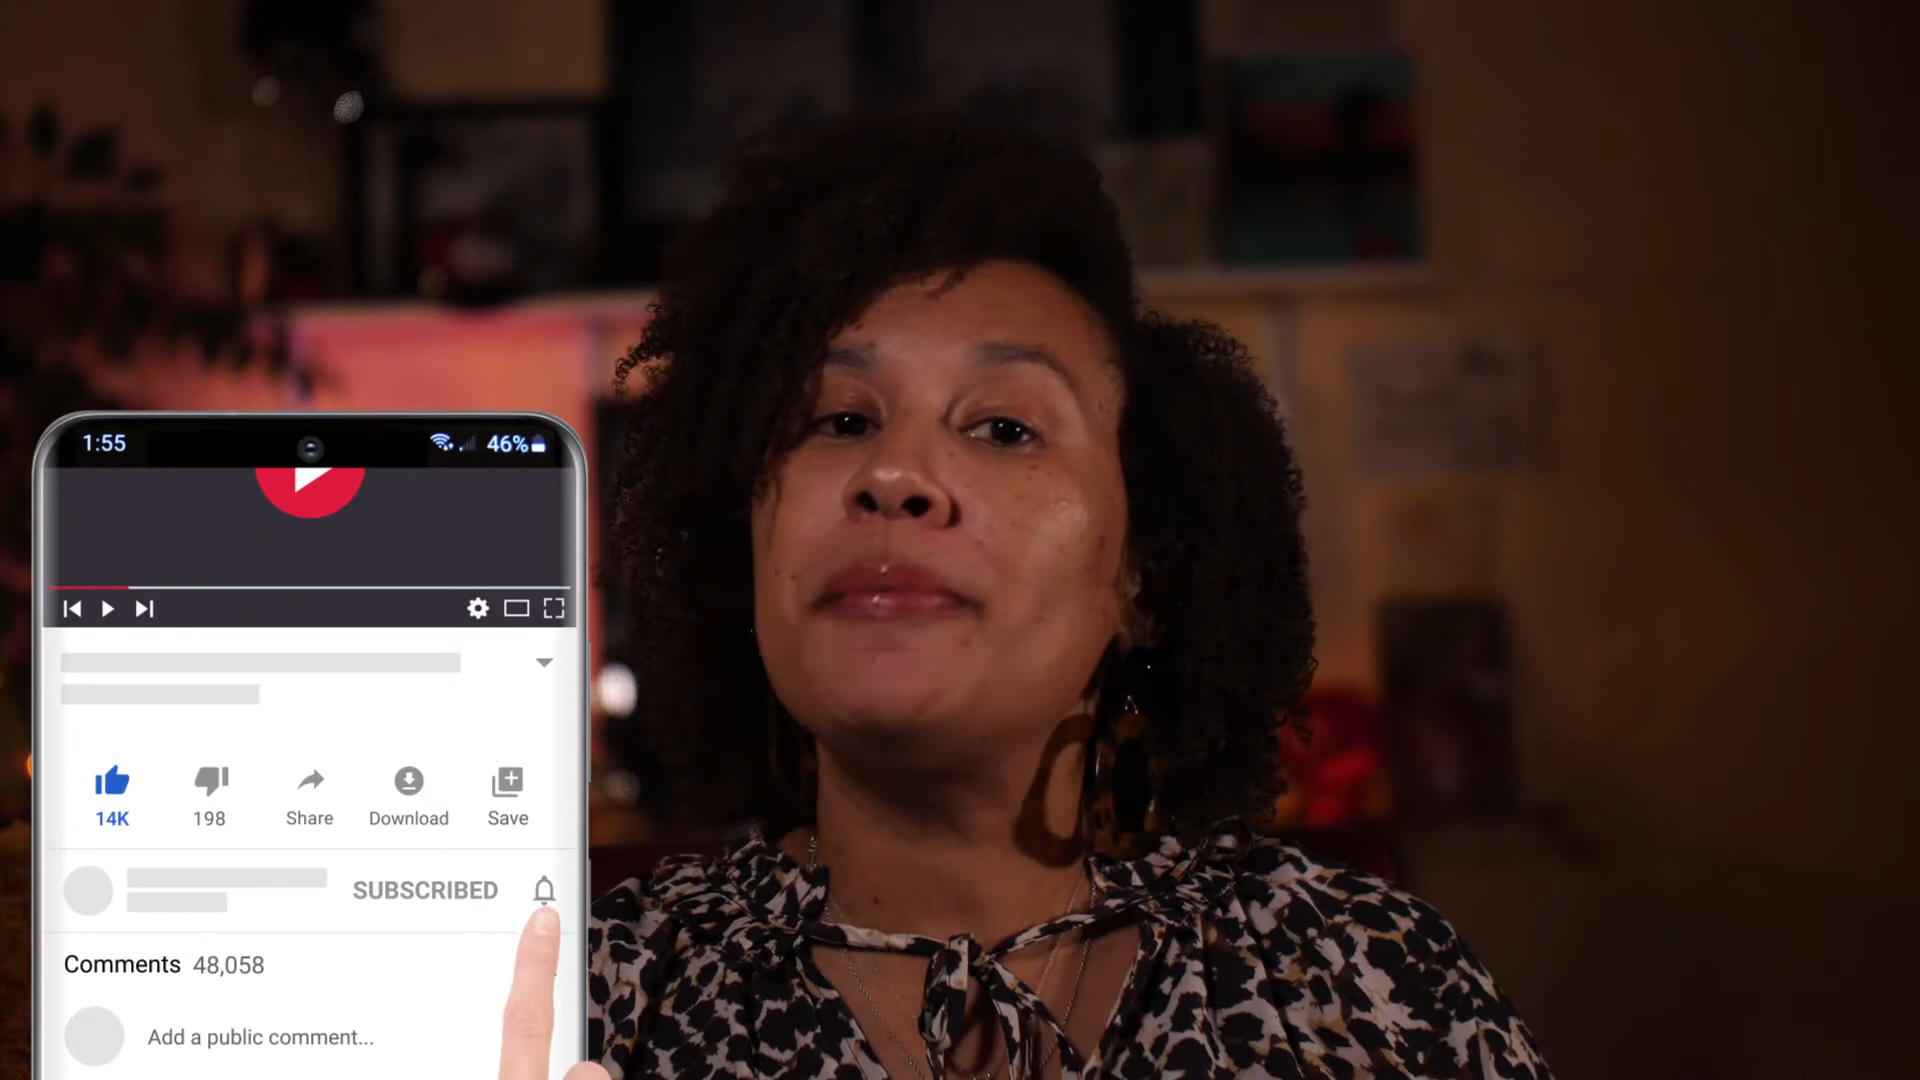 1:55 46%
14K 198 Share Download Save
SUBSCRIBED
Comments 48,058
Add a public comment...